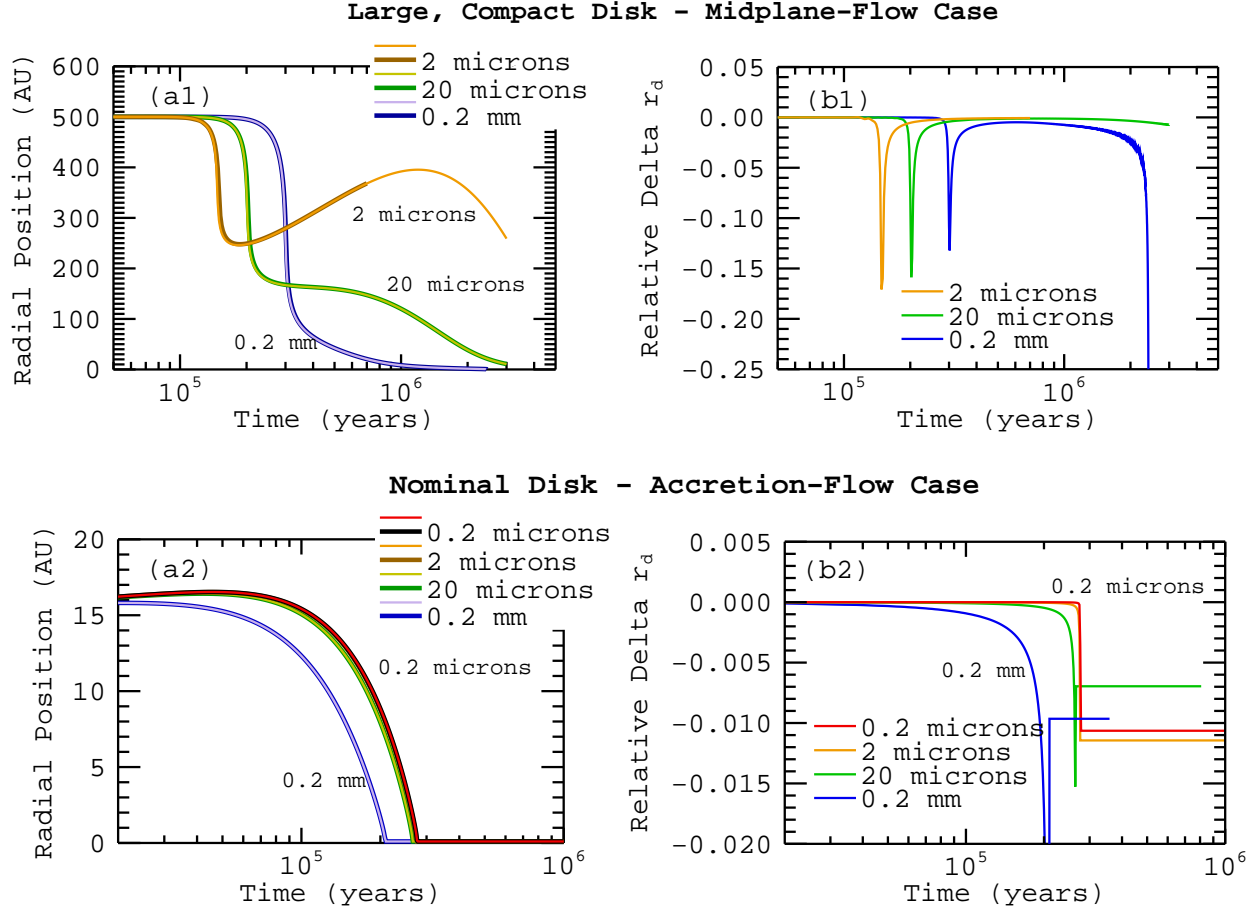 Large, Compact Disk - Midplane-Flow Case
2 microns
20 microns
0.2 mm
(a1)
600
500
400
300
200
100
0
Radial Position (AU)
2 microns
20 microns
0.2 mm
10^5
10^6
Time (years)
(b1)
0.05
0.00
-0.05
-0.10
-0.15
-0.20
-0.25
Relative Delta r_d
2 microns
20 microns
0.2 mm
10^5
10^6
Time (years)
Nominal Disk - Accretion-Flow Case
0.2 microns
2 microns
20 microns
0.2 mm
(a2)
20
15
10
5
0
Radial Position (AU)
0.2 microns
0.2 mm
10^5
10^6
Time (years)
(b2)
0.005
0.000
-0.005
-0.010
-0.015
-0.020
Relative Delta r_d
0.2 microns
0.2 mm
0.2 microns
2 microns
20 microns
0.2 mm
10^5
10^6
Time (years)